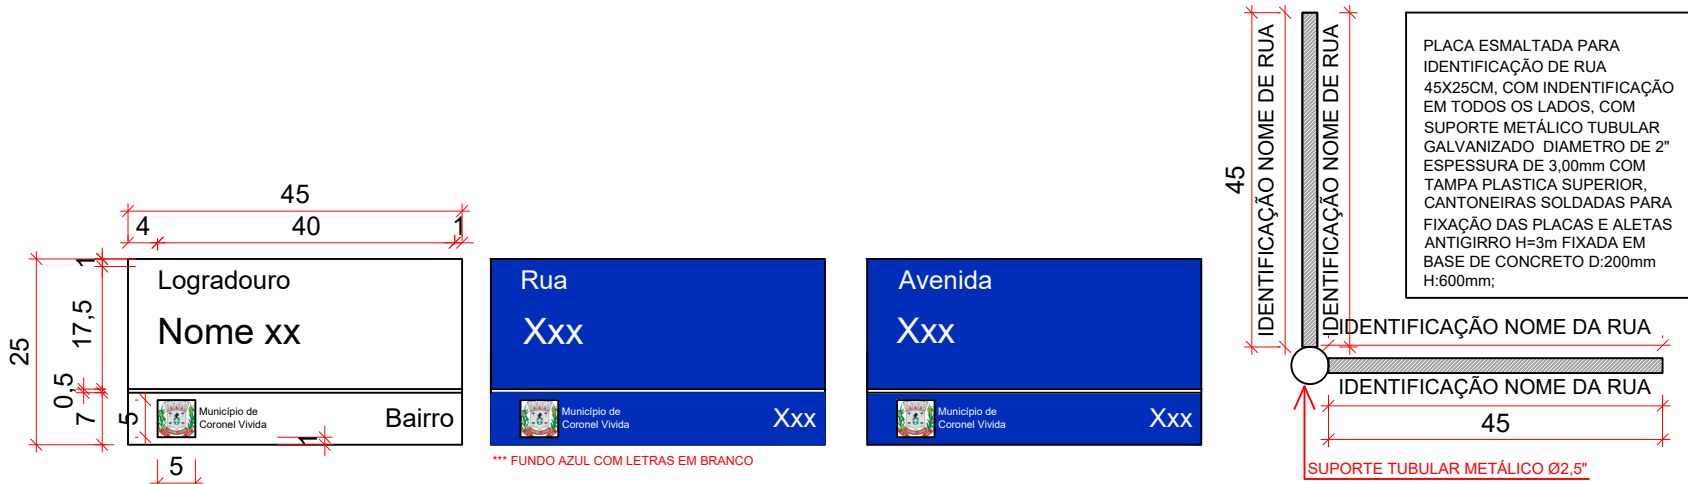 45
4
40
1
25
1
17,5
0,5
7
5
1
5
Logradouro
Nome xx
Município de
Coronel Vivida
Bairro
Rua
Xxx
Município de
Coronel Vivida
Xxx
*** FUNDO AZUL COM LETRAS EM BRANCO
Avenida
Xxx
Município de
Coronel Vivida
Xxx
45
IDENTIFICAÇÃO NOME DE RUA
IDENTIFICAÇÃO NOME DE RUA
IDENTIFICAÇÃO NOME DA RUA
IDENTIFICAÇÃO NOME DA RUA
45
SUPORTE TUBULAR METÁLICO Ø2,5"
PLACA ESMALTADA PARA
IDENTIFICAÇÃO DE RUA
45X25CM, COM INDENTIFICAÇÃO
EM TODOS OS LADOS, COM
SUPORTE METÁLICO TUBULAR
GALVANIZADO DIAMETRO DE 2"
ESPESSURA DE 3,00mm COM
TAMPA PLASTICA SUPERIOR,
CANTONEIRAS SOLDADAS PARA
FIXAÇÃO DAS PLACAS E ALETAS
ANTIGIRRO H=3m FIXADA EM
BASE DE CONCRETO D:200mm
H:600mm;